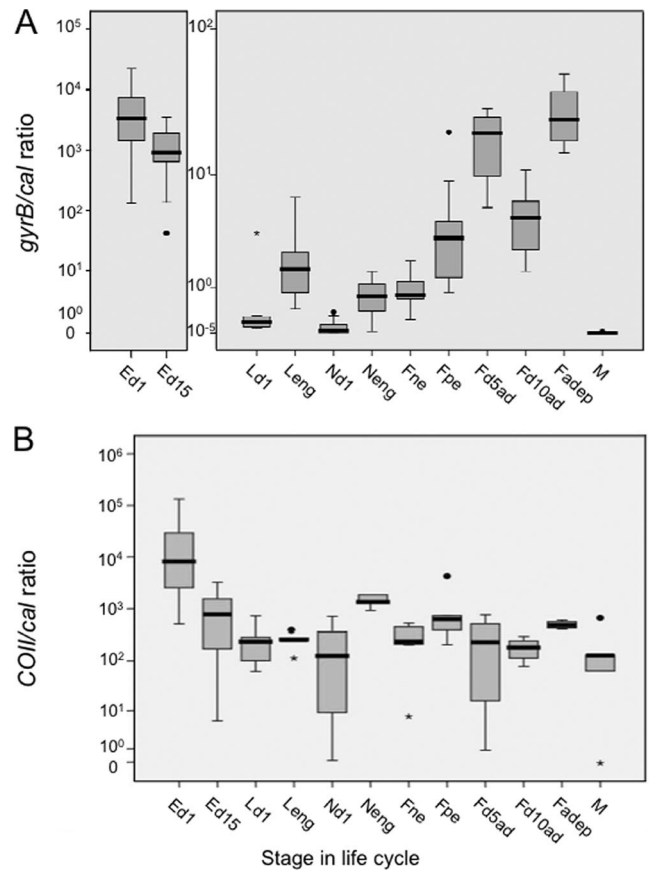 A
gyrB/cal ratio
10⁵
10⁴
10³
10²
10¹
10⁰
0
10²
10¹
10⁰
10⁻⁵
Ed1 Ed15 Ld1 Leng Nd1 Neng Fne Fpe Fd5ad Fd10ad Fadep M
B
COII/cal ratio
10⁶
10⁵
10⁴
10³
10²
10¹
10⁰
0
Ed1 Ed15 Ld1 Leng Nd1 Neng Fne Fpe Fd5ad Fd10ad Fadep M
Stage in life cycle